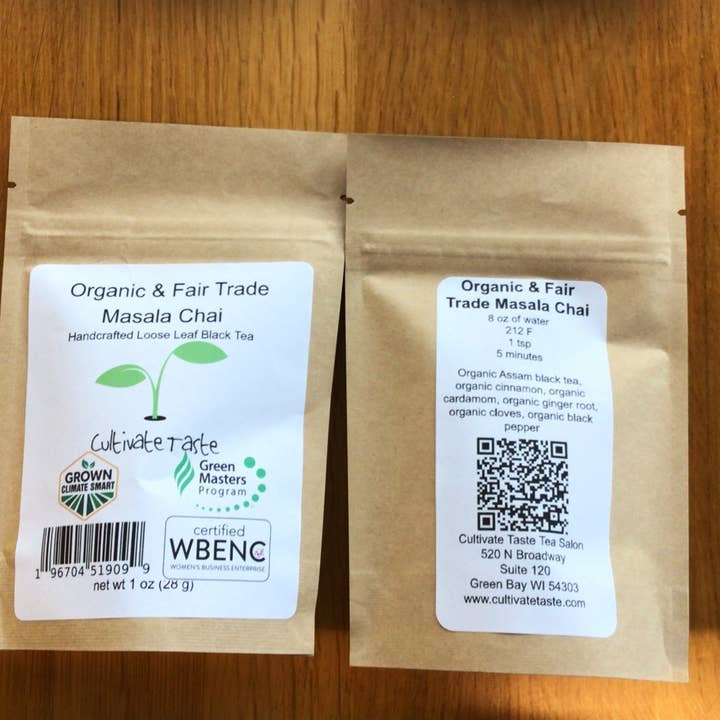 Organic & Fair Trade
Masala Chai
Handcrafted Loose Leaf Black Tea
Cultivate Taste
GROWN
CLIMATE SMART
Green
Masters
Program
certified
WBENC
WOMEN'S BUSINESS ENTERPRISE
1 96704 51909 9
net wt 1 oz (28 g)
Organic & Fair
Trade Masala Chai
8 oz of water
212 F
1 tsp
5 minutes
Organic Assam black tea,
organic cinnamon, organic
cardamom, organic ginger root,
organic cloves, organic black
pepper
Cultivate Taste Tea Salon
520 N Broadway
Suite 120
Green Bay WI 54303
www.cultivatetaste.com